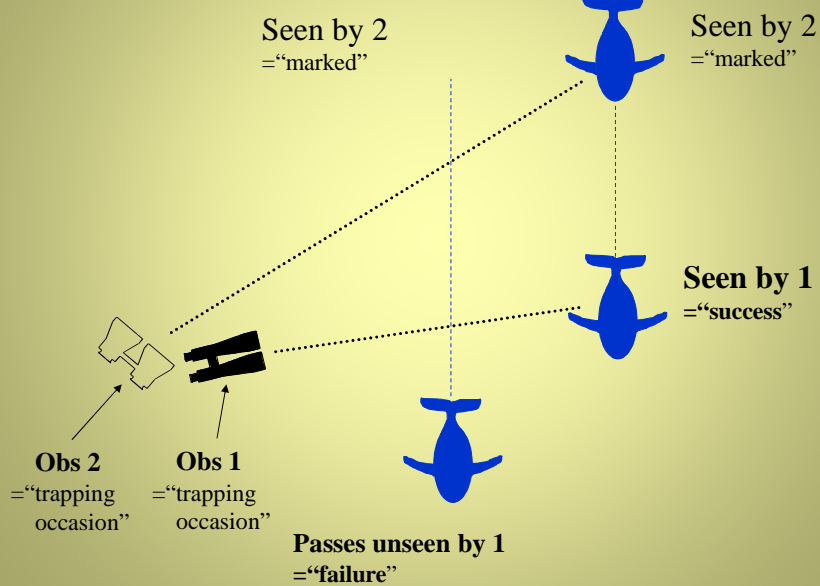 Seen by 2
=“marked”
Seen by 2
=“marked”
Seen by 1
=“success”
Obs 2
=“trapping
occasion”
Obs 1
=“trapping
occasion”
Passes unseen by 1
=“failure”